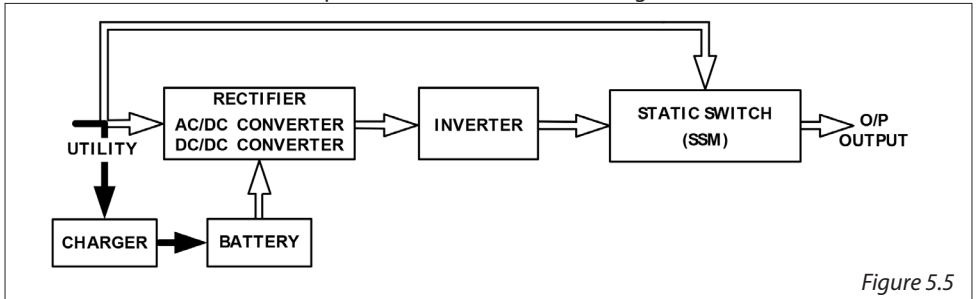 RECTIFIER
AC/DC CONVERTER
DC/DC CONVERTER
INVERTER
STATIC SWITCH
(SSM)
O/P
OUTPUT
UTILITY
CHARGER
BATTERY
Figure 5.5